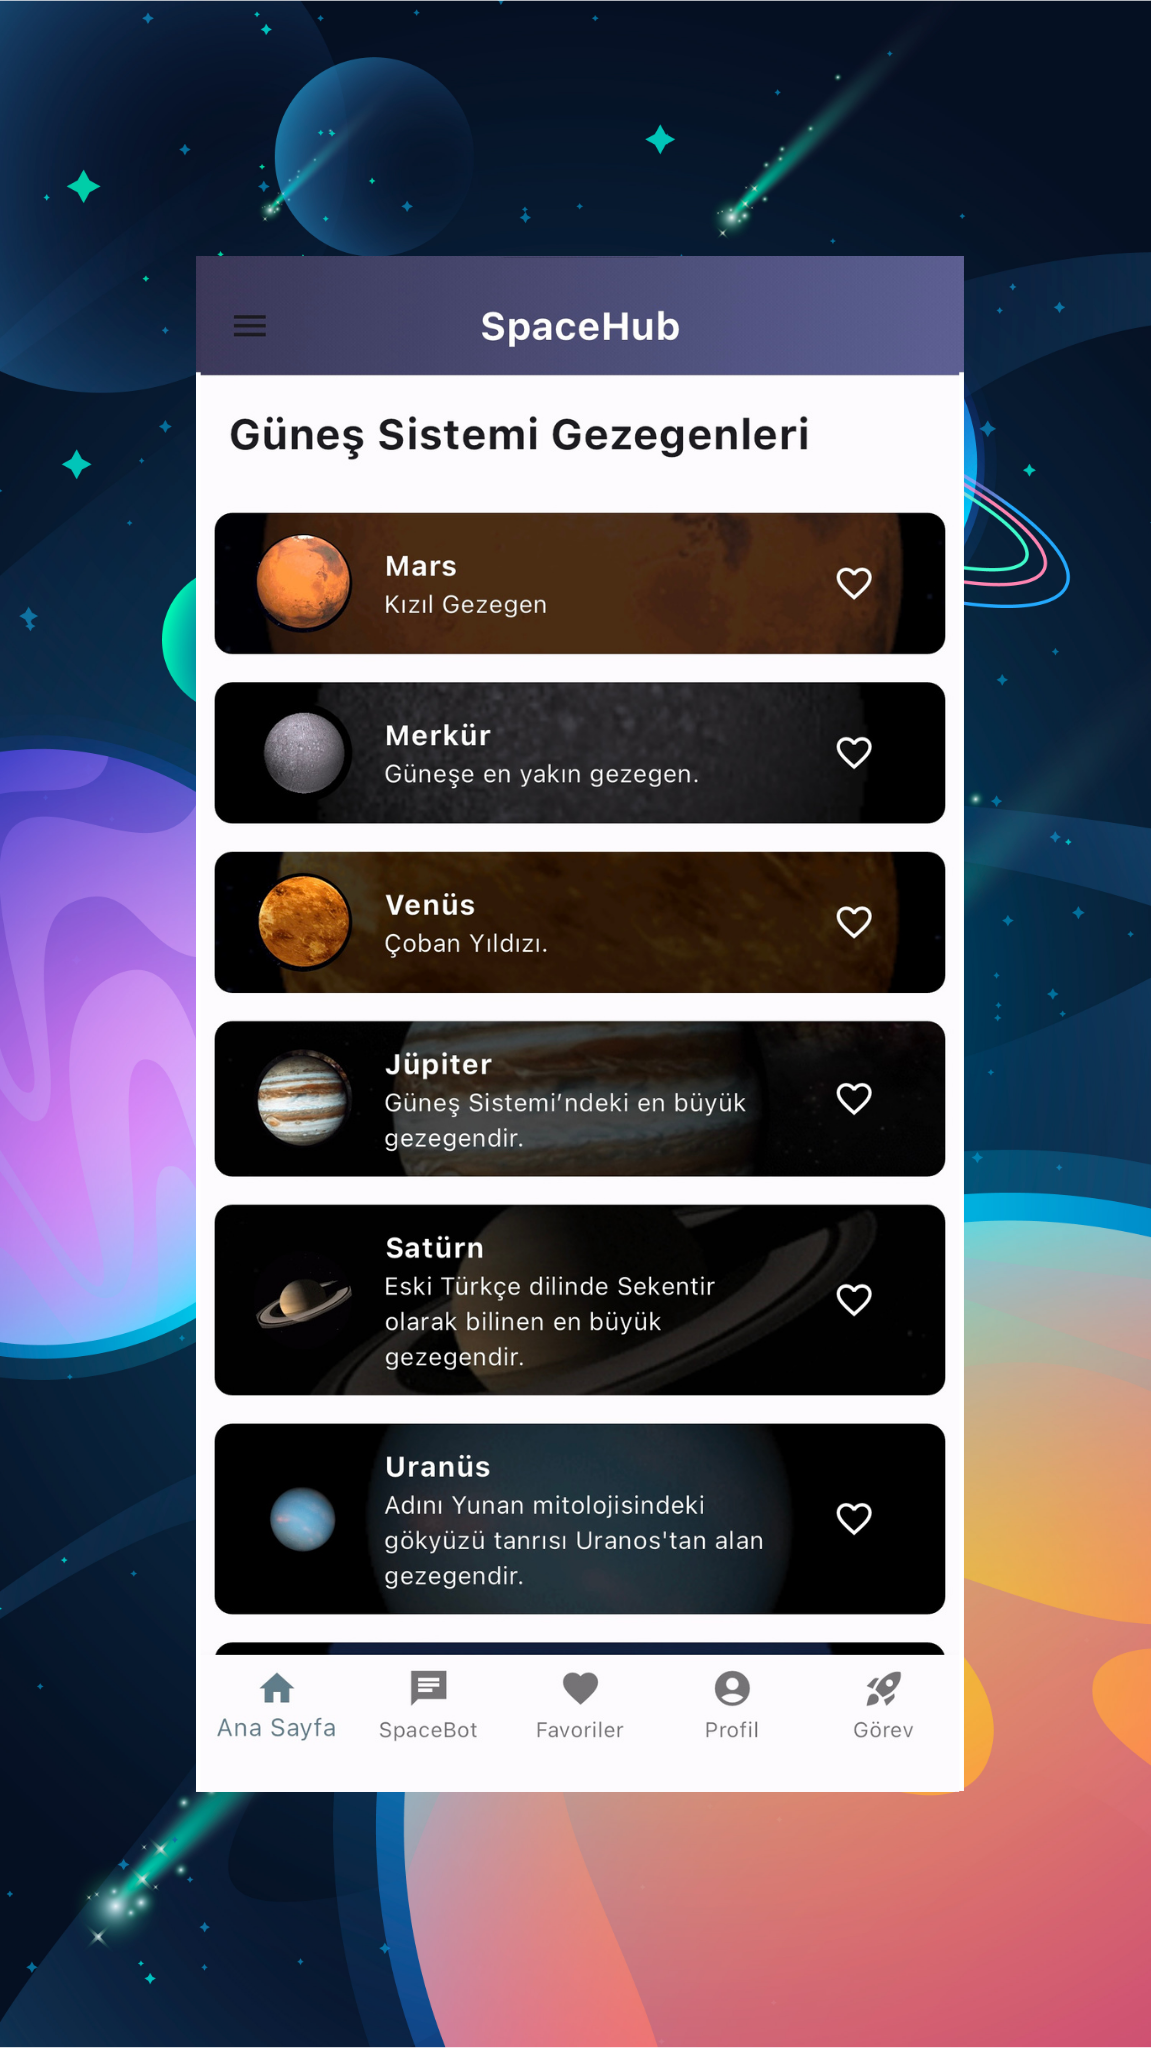 SpaceHub
Güneş Sistemi Gezegenleri
Mars
Kızıl Gezegen
Merkür
Güneşe en yakın gezegen.
Venüs
Çoban Yıldızı.
Jüpiter
Güneş Sistemi'ndeki en büyük
gezegendir.
Satürn
Eski Türkçe dilinde Sekentir
olarak bilinen en büyük
gezegendir.
Uranüs
Adını Yunan mitolojisindeki
gökyüzü tanrısı Uranos'tan alan
gezegendir.
Ana Sayfa
SpaceBot
Favoriler
Profil
Görev